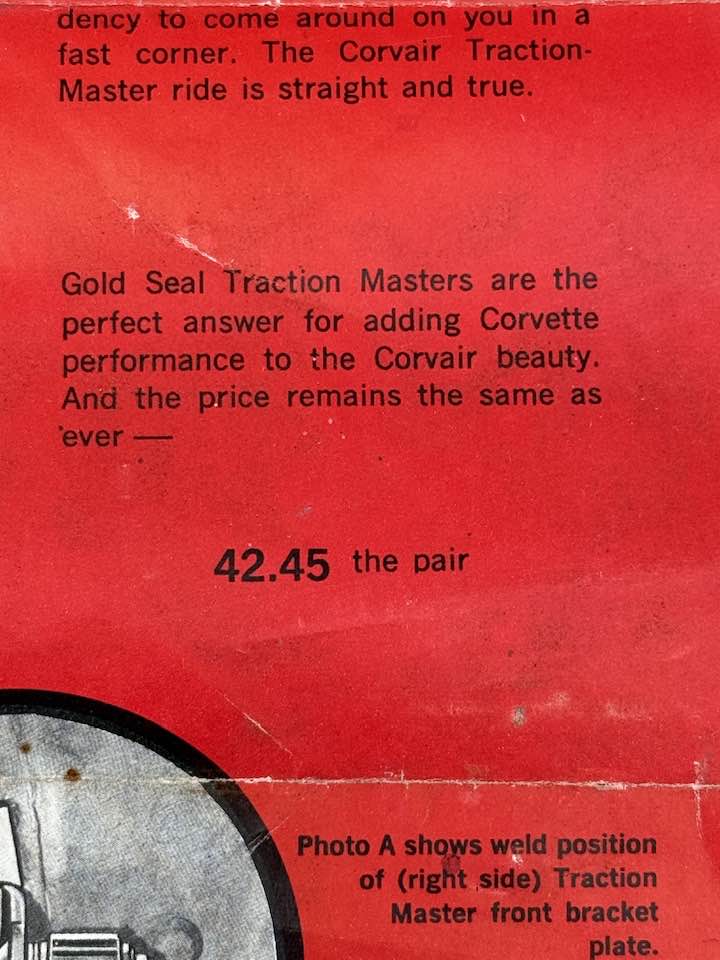 dency to come around on you in a
fast corner. The Corvair Traction-
Master ride is straight and true.
Gold Seal Traction Masters are the
perfect answer for adding Corvette
performance to the Corvair beauty.
And the price remains the same as
ever —
42.45 the pair
Photo A shows weld position
of (right side) Traction
Master front bracket
plate.